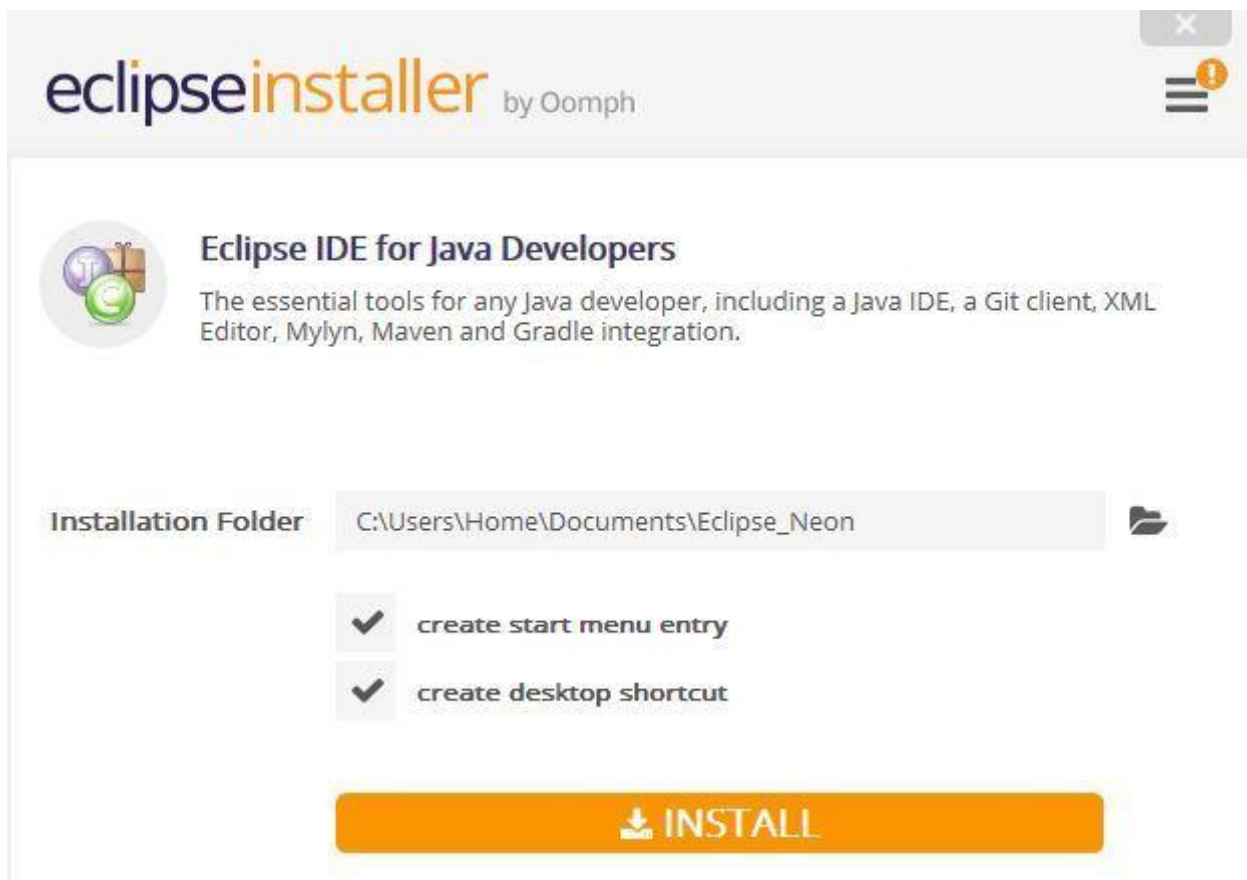 eclipseinstaller by Oomph
Eclipse IDE for Java Developers
The essential tools for any Java developer, including a Java IDE, a Git client, XML
Editor, Mylyn, Maven and Gradle integration.
Installation Folder C:\Users\Home\Documents\Eclipse_Neon
create start menu entry
create desktop shortcut
INSTALL